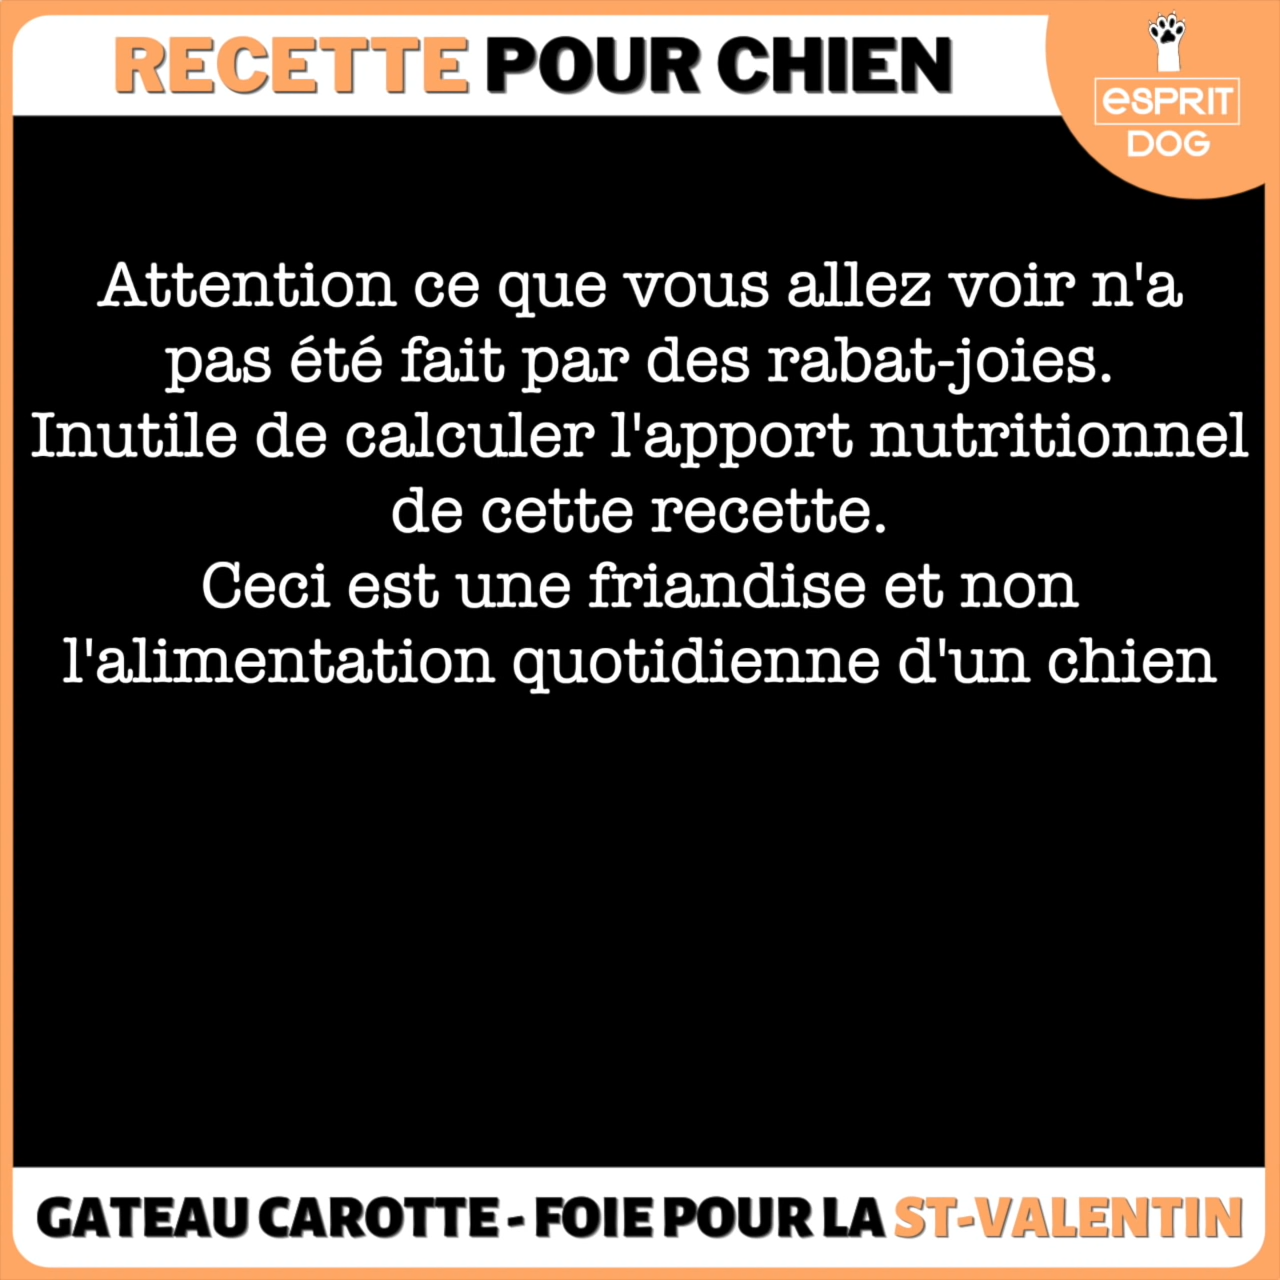 RECETTE POUR CHIEN
eSPRIT
DOG
Attention ce que vous allez voir n'a
pas été fait par des rabat-joies.
Inutile de calculer l'apport nutritionnel
de cette recette.
Ceci est une friandise et non
l'alimentation quotidienne d'un chien
GATEAU CAROTTE - FOIE POUR LA ST-VALENTIN